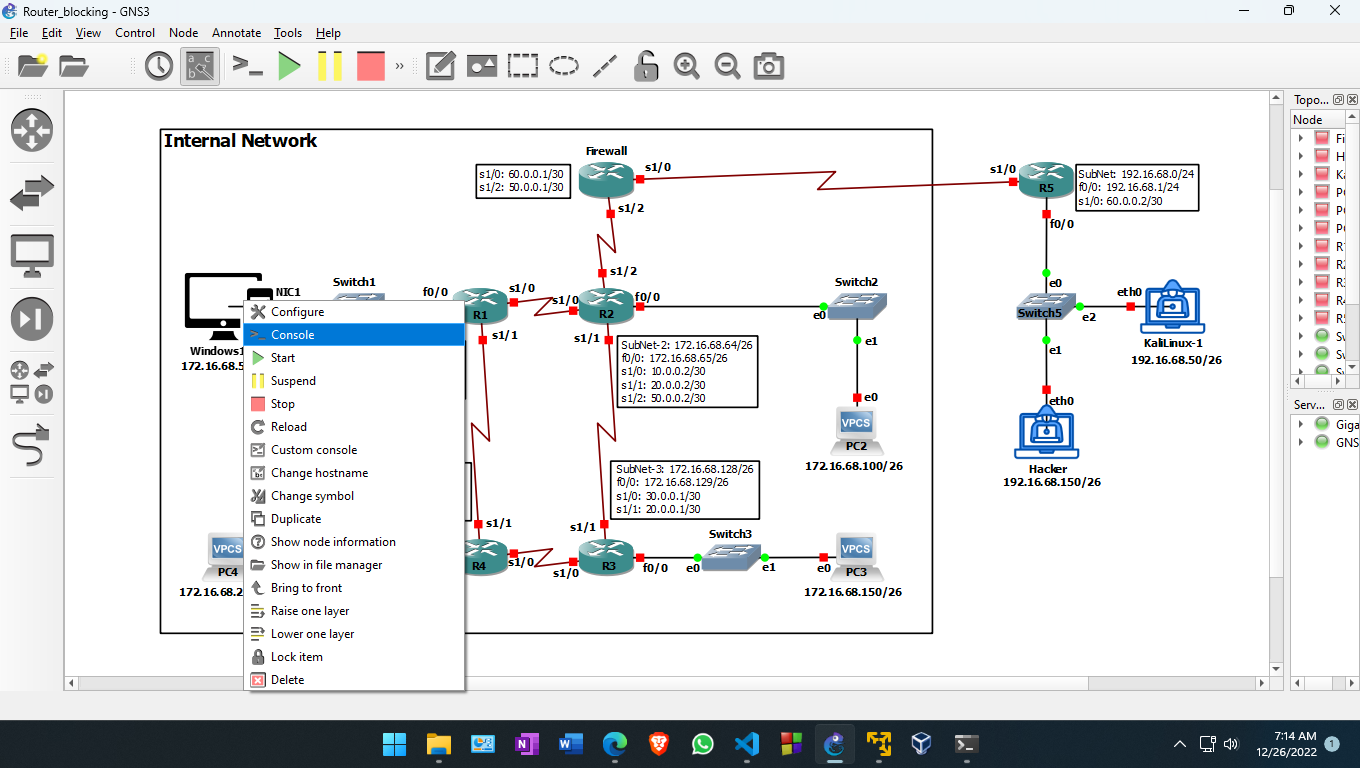 Router_blocking - GNS3
File Edit View Control Node Annotate Tools Help
Topo...
Node
Internal Network
Firewall
s1/0: 60.0.0.1/30
s1/2: 50.0.0.1/30
s1/0
s1/2
s1/0
R5
SubNet: 192.16.68.0/24
f0/0: 192.16.68.1/24
s1/0: 60.0.0.2/30
f0/0
s1/2
NIC1
Switch1
f0/0
s1/0
R1
s1/1
s1/0
R2
f0/0
s1/1
Switch2
e0
e1
e0
VPCS
PC2
172.16.68.100/26
SubNet-2: 172.16.68.64/26
f0/0: 172.16.68.65/26
s1/0: 10.0.0.2/30
s1/1: 20.0.0.2/30
s1/2: 50.0.0.2/30
e0
Switch5
e2
e1
eth0
KaliLinux-1
192.16.68.50/26
eth0
Hacker
192.16.68.150/26
Windows1
172.16.68.5
Configure
Console
Start
Suspend
Stop
Reload
Custom console
Change hostname
Change symbol
Duplicate
Show node information
Show in file manager
Bring to front
Raise one layer
Lower one layer
Lock item
Delete
SubNet-3: 172.16.68.128/26
f0/0: 172.16.68.129/26
s1/0: 30.0.0.1/30
s1/1: 20.0.0.1/30
VPCS
PC4
172.16.68.2
s1/1
R4
s1/0
s1/1
s1/0
R3
f0/0
Switch3
e0
e1
e0
VPCS
PC3
172.16.68.150/26
Fi
H
Ka
PC
PC
PC
R1
R2
R3
R4
R5
Sw
Sw
Serv...
Giga
GNS
7:14 AM
12/26/2022
1